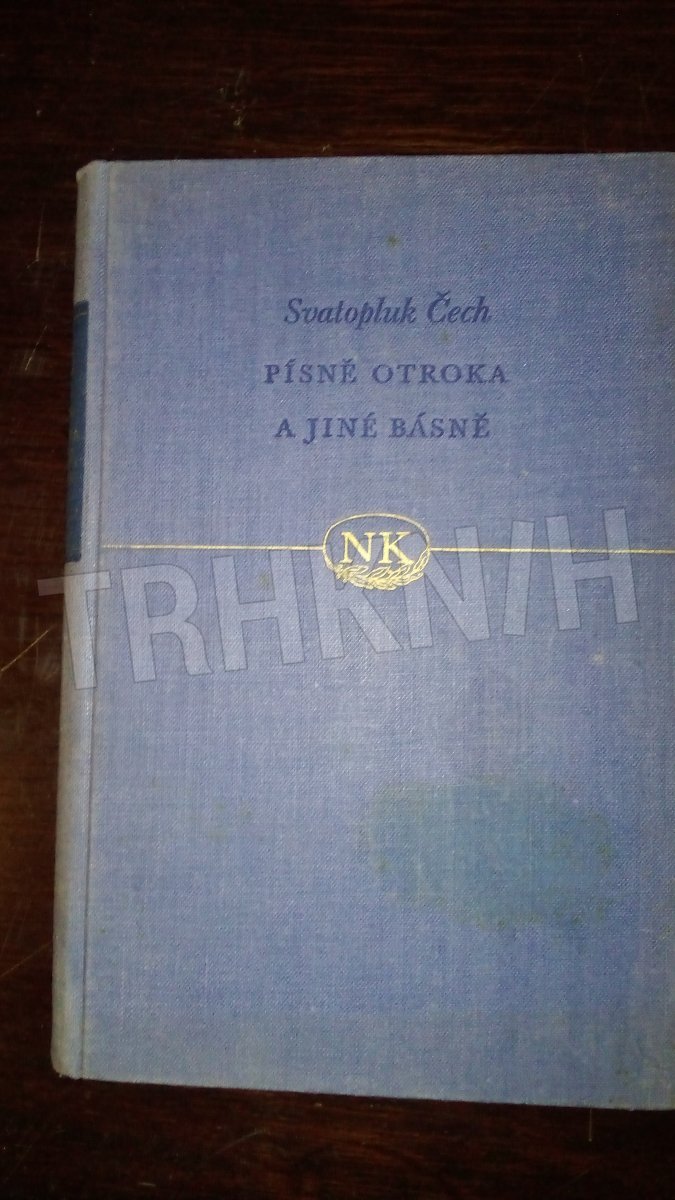 Svatopluk Čech
PÍSNĚ OTROKA
A JINÉ BÁSNĚ
NK
TRHKNIH